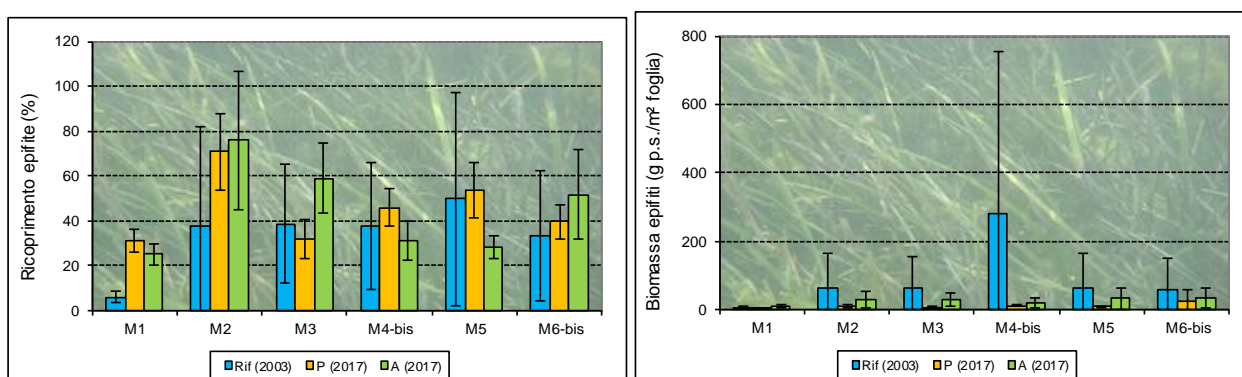 Ricoprimento epifite (%)
120
100
80
60
40
20
0
M1 M2 M3 M4-bis M5 M6-bis
Rif (2003) P (2017) A (2017)
Biomassa epifiti (g p.s./m² foglia)
800
600
400
200
0
M1 M2 M3 M4-bis M5 M6-bis
Rif (2003) P (2017) A (2017)